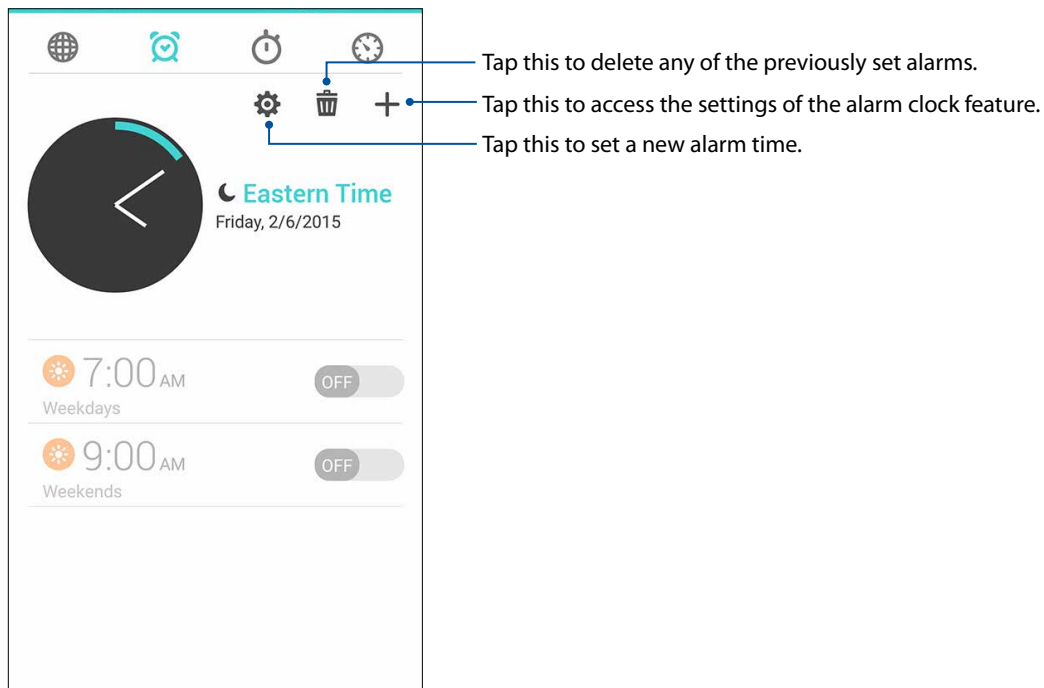 Tap this to delete any of the previously set alarms.
Tap this to access the settings of the alarm clock feature.
Tap this to set a new alarm time.
Eastern Time
Friday, 2/6/2015
7:00 AM
OFF
Weekdays
9:00 AM
OFF
Weekends